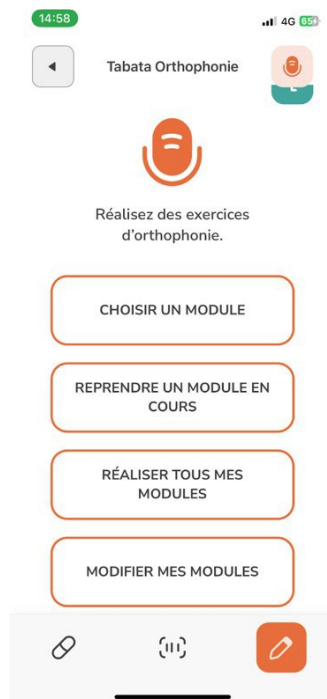 14:58
4G 65
Tabata Orthophonie
Réalisez des exercices
d'orthophonie.
CHOISIR UN MODULE
REPRENDRE UN MODULE EN
COURS
RÉALISER TOUS MES
MODULES
MODIFIER MES MODULES